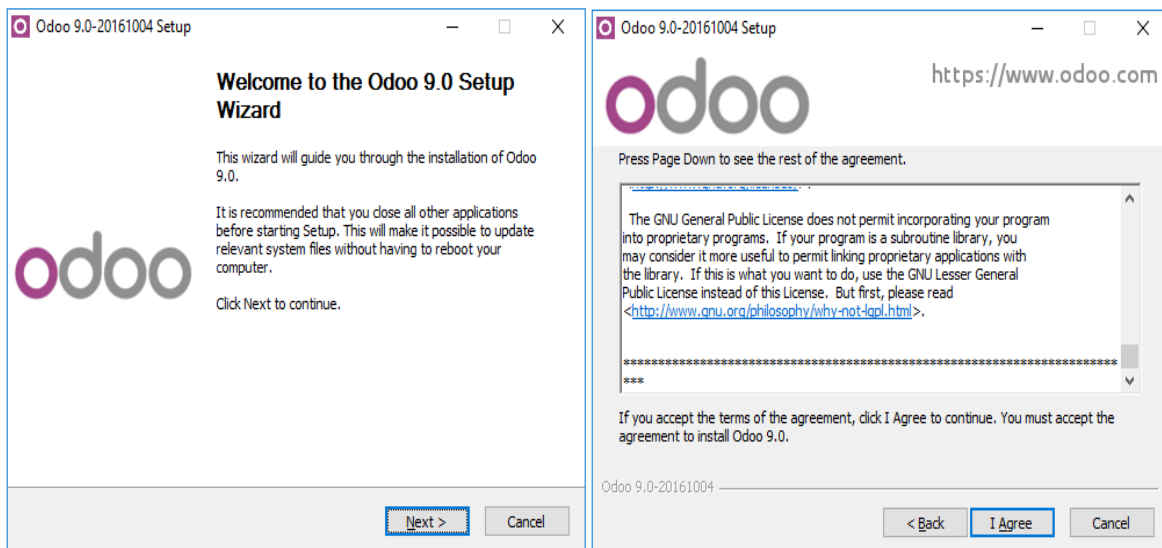 Odoo 9.0-20161004 Setup
Welcome to the Odoo 9.0 Setup
Wizard
This wizard will guide you through the installation of Odoo
9.0.
It is recommended that you close all other applications
before starting Setup. This will make it possible to update
relevant system files without having to reboot your
computer.
odoo
Click Next to continue.
Next >
Cancel
Odoo 9.0-20161004 Setup
odoo
https://www.odoo.com
Press Page Down to see the rest of the agreement.
The GNU General Public License does not permit incorporating your program
into proprietary programs.  If your program is a subroutine library, you
may consider it more useful to permit linking proprietary applications with
the library.  If this is what you want to do, use the GNU Lesser General
Public License instead of this License.  But first, please read
<http://www.gnu.org/philosophy/why-not-lgpl.html>.
***********************************************************************
***
If you accept the terms of the agreement, click I Agree to continue. You must accept the
agreement to install Odoo 9.0.
Odoo 9.0-20161004
< Back
I Agree
Cancel